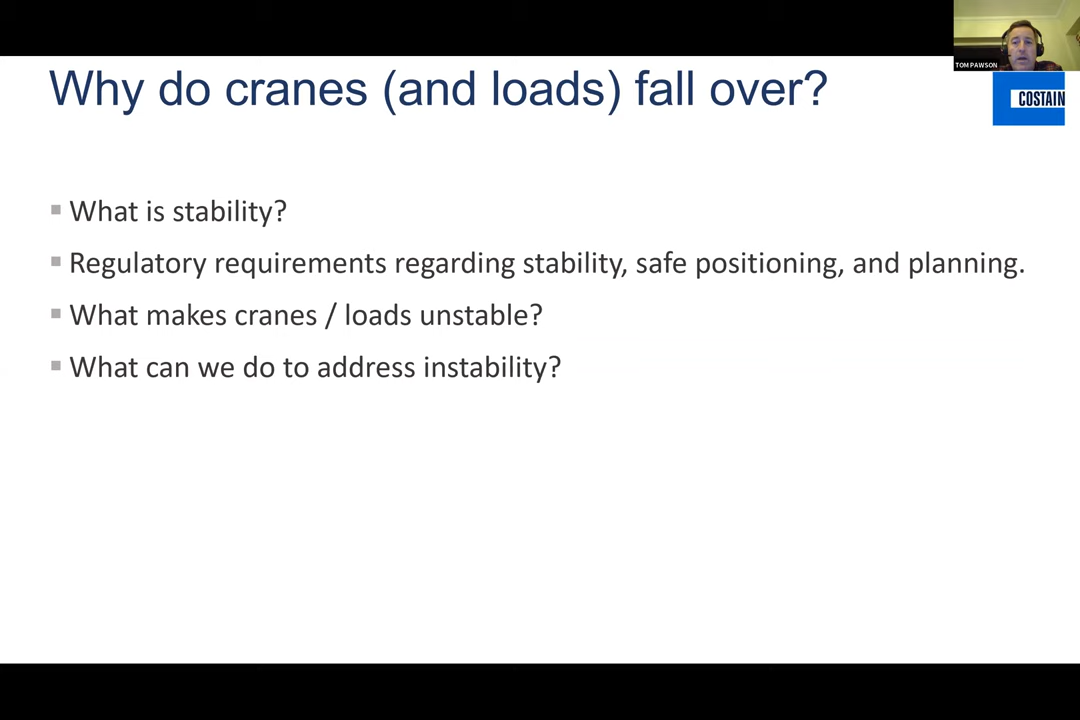 TOM PAWSON
Why do cranes (and loads) fall over?
COSTAIN
What is stability?
Regulatory requirements regarding stability, safe positioning, and planning.
What makes cranes / loads unstable?
What can we do to address instability?